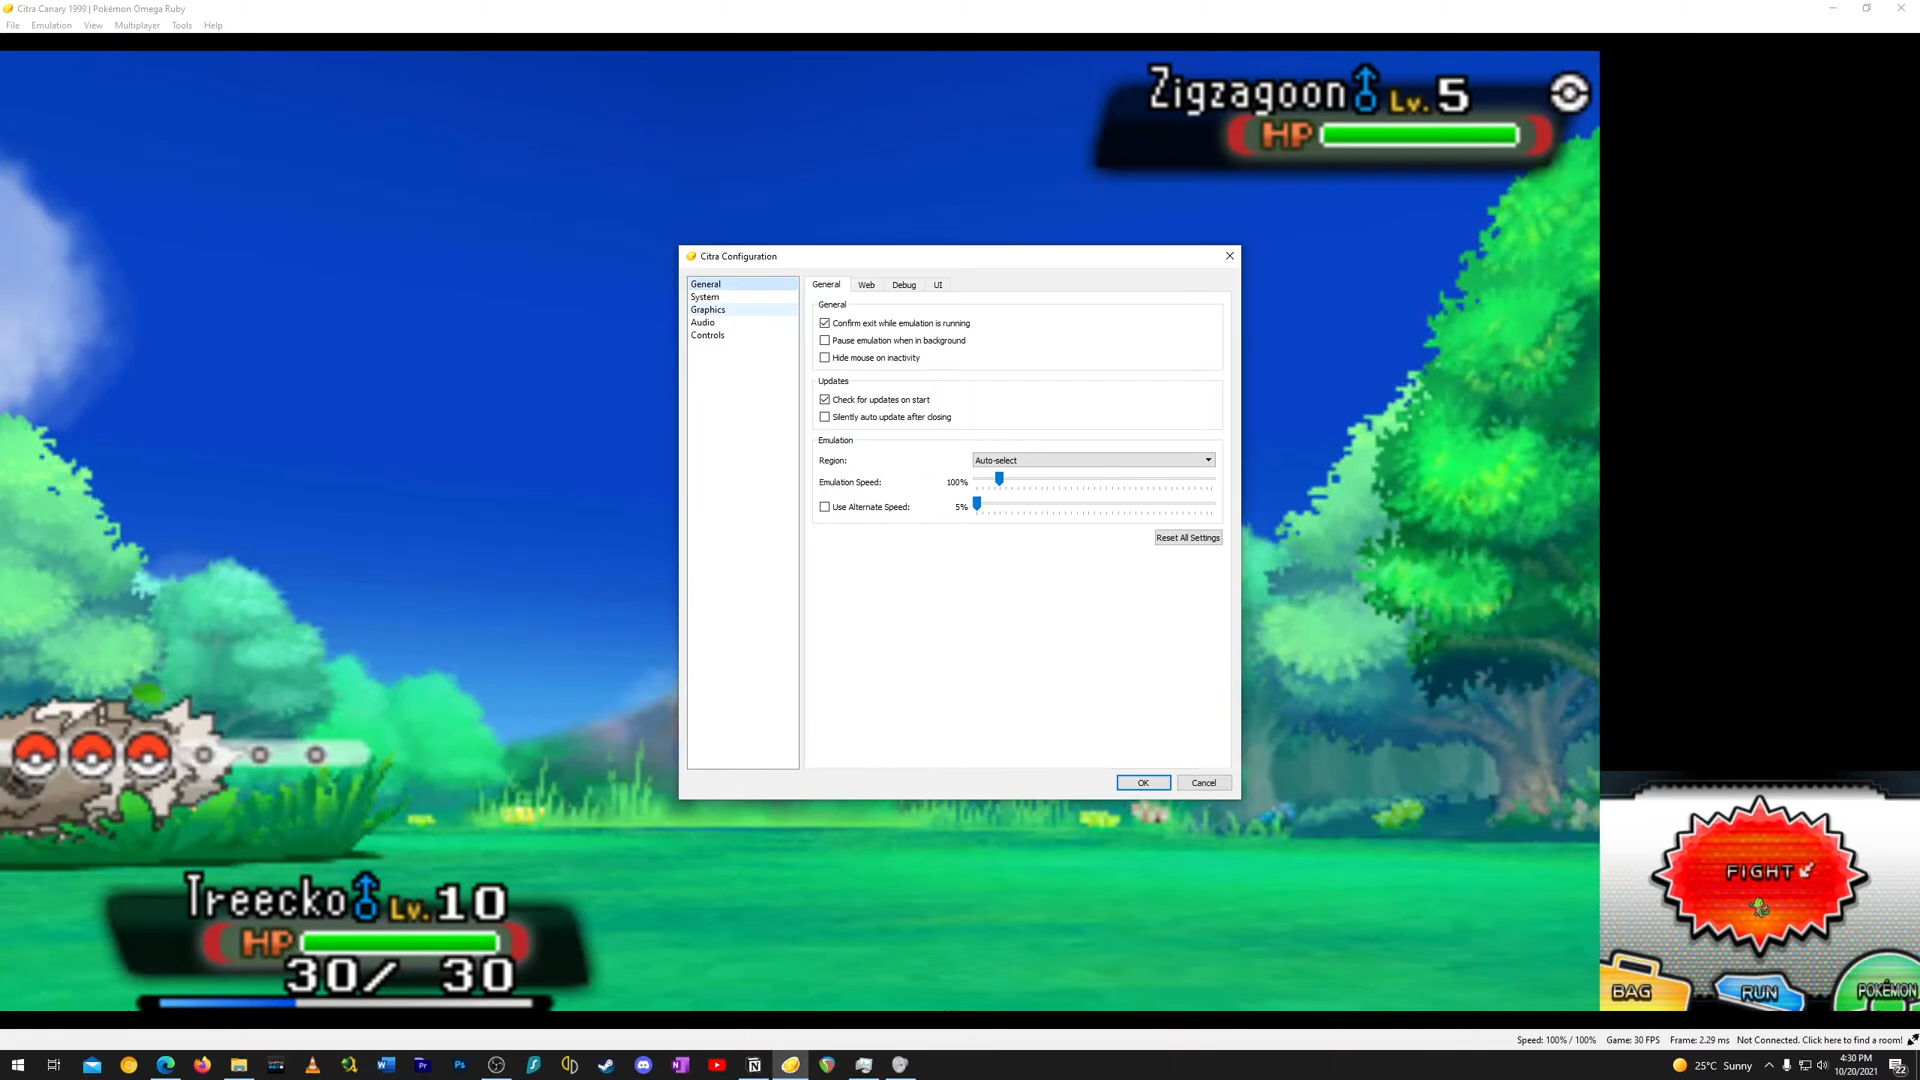 Citra Canary 1999 | Pokémon Omega Ruby
File Emulation View Multiplayer Tools Help
Zigzagoon♂ Lv. 5
HP
Citra Configuration
General
System
Graphics
Audio
Controls
General Web Debug UI
General
Confirm exit while emulation is running
Pause emulation when in background
Hide mouse on inactivity
Updates
Check for updates on start
Silently auto update after closing
Emulation
Region: Auto-select
Emulation Speed: 100%
Use Alternate Speed: 5%
Reset All Settings
OK Cancel
Treecko♂ Lv. 10
HP
30/ 30
FIGHT
BAG RUN POKÉMON
Speed: 100% / 100% Game: 30 FPS Frame: 2.29 ms Not Connected. Click here to find a room!
25°C Sunny
4:30 PM
10/20/2021
22